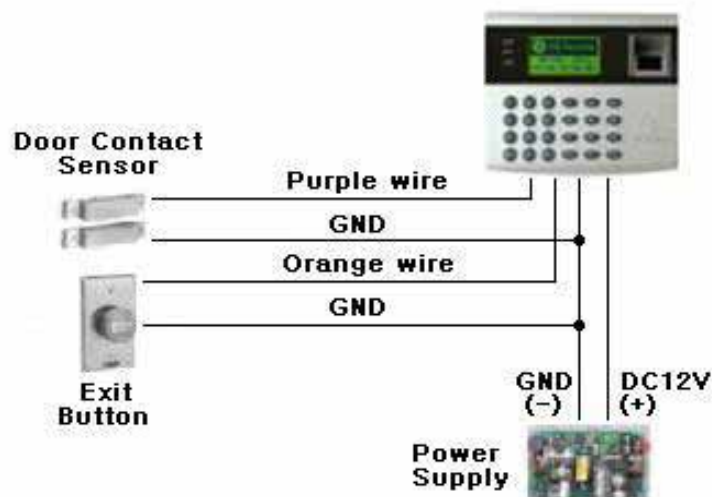 Door Contact
Sensor
Purple wire
GND
Orange wire
GND
Exit
Button
GND
(-)
DC12V
(+)
Power
Supply